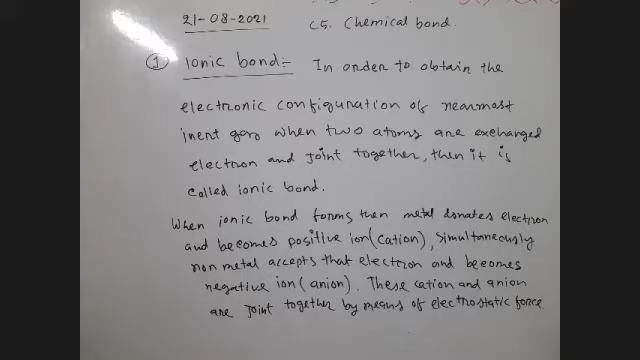 21-08-2021 C5. Chemical bond.
① Ionic bond:- In order to obtain the
electronic configuration of nearmost
inert gas when two atoms are exchanged
electron and joint together, then it is
called ionic bond.
When ionic bond forms then metal donates electron
and becomes positive ion (cation), simultaneously
non metal accepts that electron and becomes
negative ion (anion). These cation and anion
are joint together by means of electrostatic force